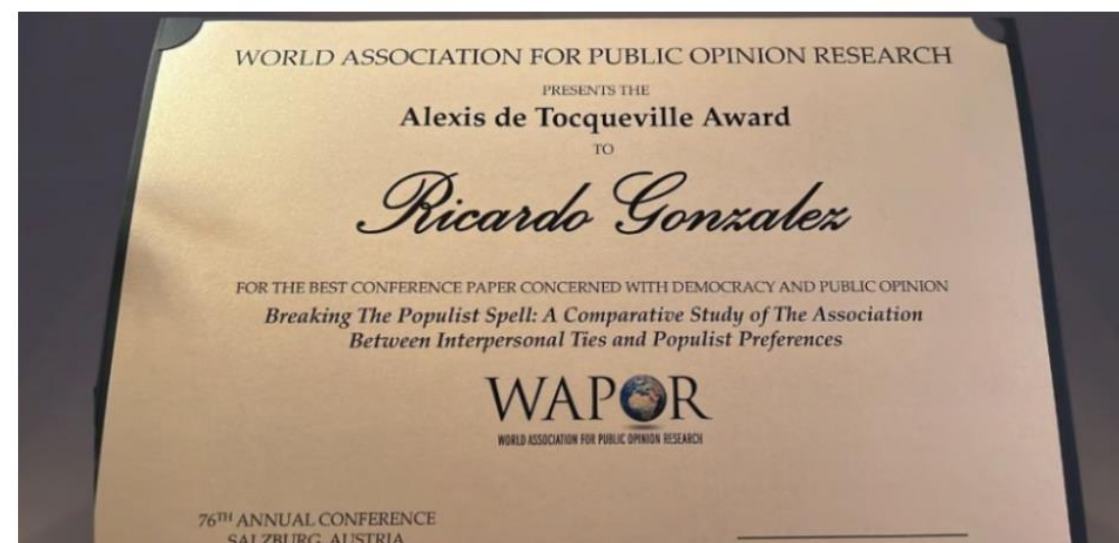 WORLD ASSOCIATION FOR PUBLIC OPINION RESEARCH
PRESENTS THE
Alexis de Tocqueville Award
TO
Ricardo Gonzalez
FOR THE BEST CONFERENCE PAPER CONCERNED WITH DEMOCRACY AND PUBLIC OPINION
Breaking The Populist Spell: A Comparative Study of The Association
Between Interpersonal Ties and Populist Preferences
WAPOR
WORLD ASSOCIATION FOR PUBLIC OPINION RESEARCH
76TH ANNUAL CONFERENCE
SALZBURG, AUSTRIA